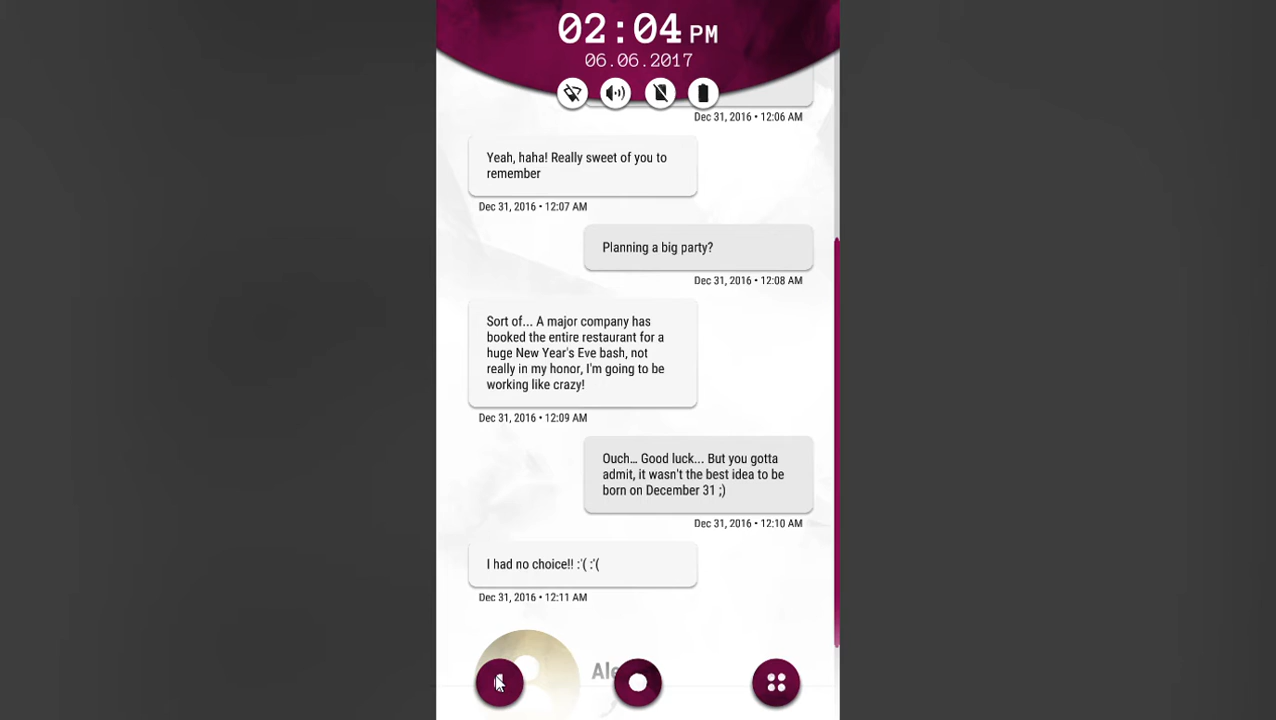 02:04 PM
06.06.2017
Dec 31, 2016 • 12:06 AM
Yeah, haha! Really sweet of you to
remember
Dec 31, 2016 • 12:07 AM
Planning a big party?
Dec 31, 2016 • 12:08 AM
Sort of... A major company has
booked the entire restaurant for a
huge New Year's Eve bash, not
really in my honor, I'm going to be
working like crazy!
Dec 31, 2016 • 12:09 AM
Ouch… Good luck... But you gotta
admit, it wasn't the best idea to be
born on December 31 ;)
Dec 31, 2016 • 12:10 AM
I had no choice!! :'( :'(
Dec 31, 2016 • 12:11 AM